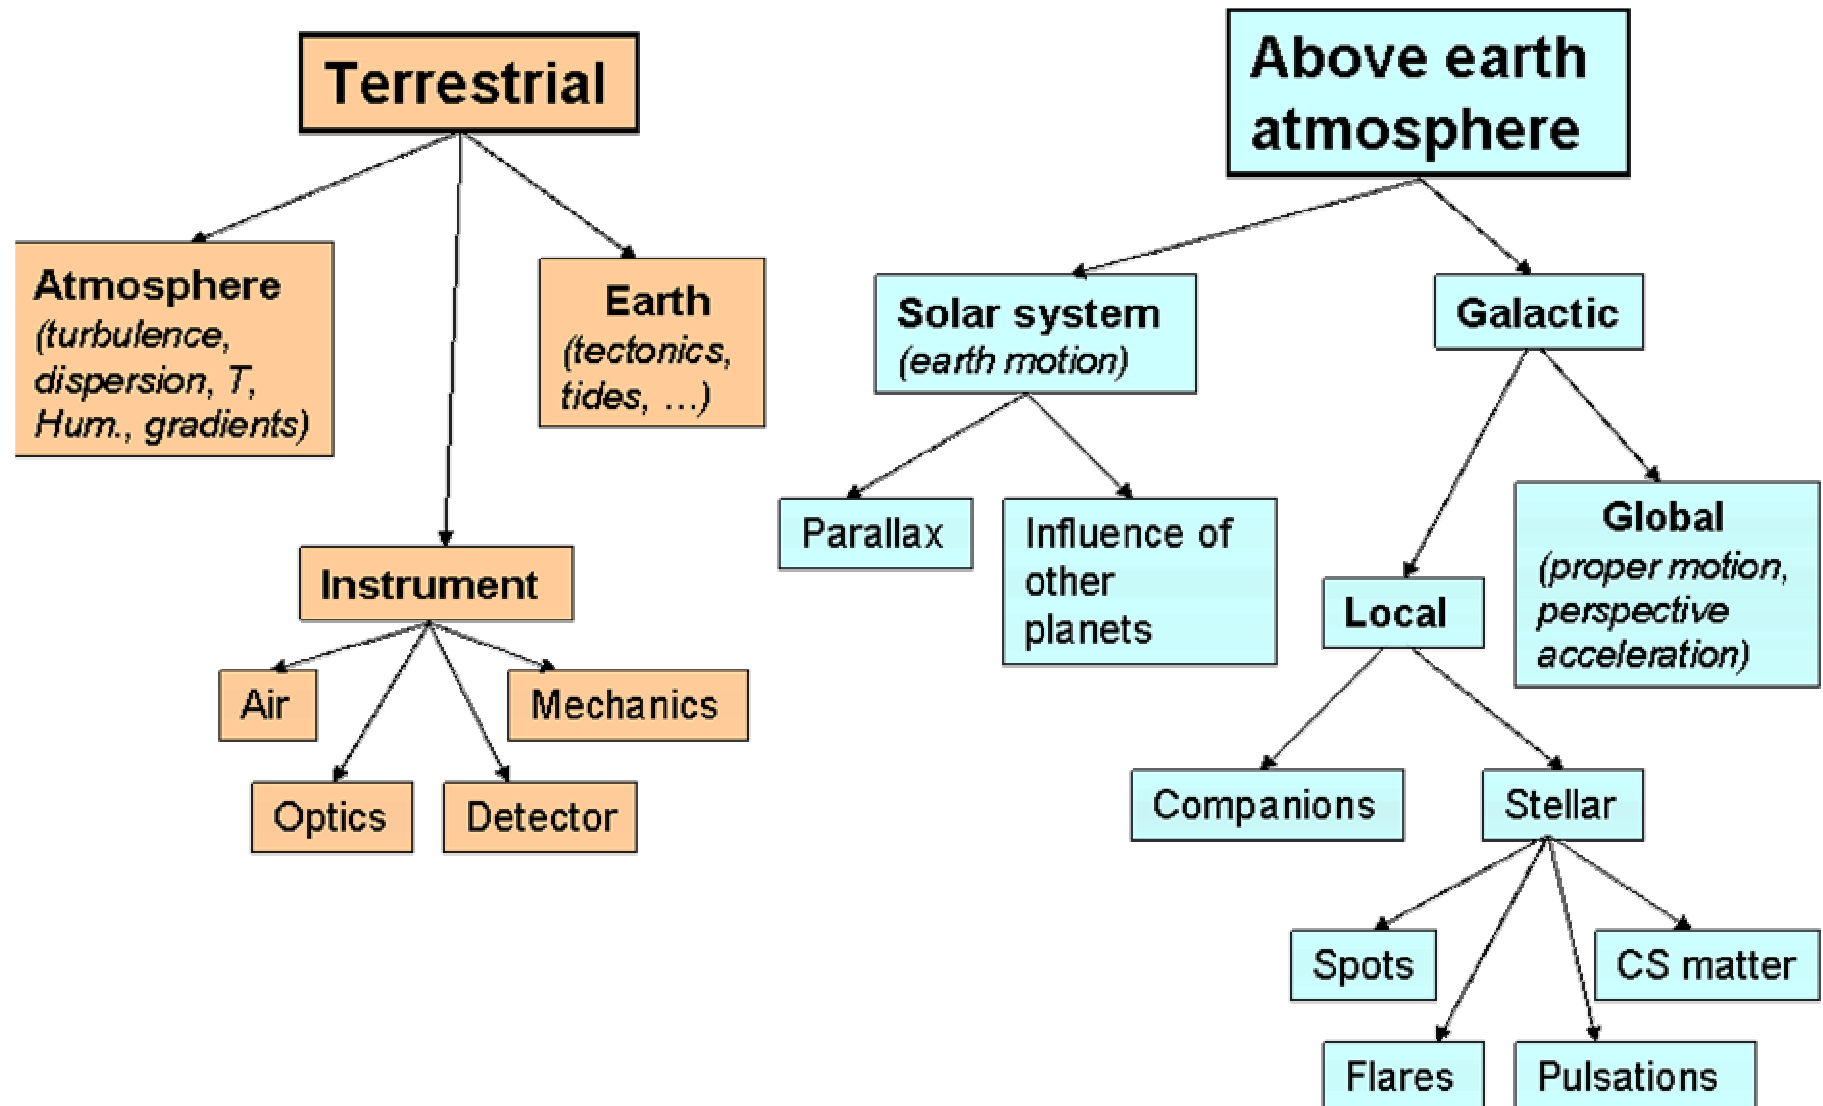 Terrestrial
Atmosphere
(turbulence,
dispersion, T,
Hum., gradients)
Earth
(tectonics,
tides, ...)
Instrument
Air
Mechanics
Optics
Detector
Above earth
atmosphere
Solar system
(earth motion)
Galactic
Parallax
Influence of
other
planets
Global
(proper motion,
perspective
acceleration)
Local
Companions
Stellar
Spots
CS matter
Flares
Pulsations